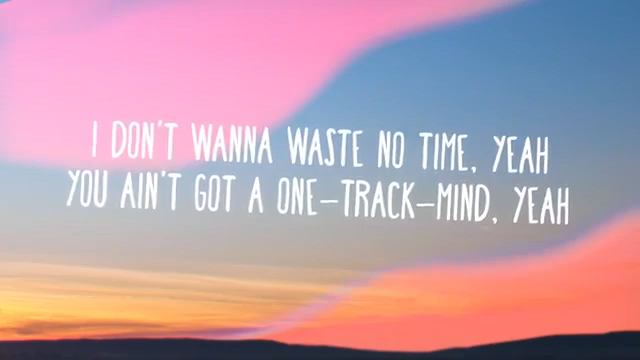 I DON'T WANNA WASTE NO TIME, YEAH
YOU AIN'T GOT A ONE-TRACK-MIND, YEAH